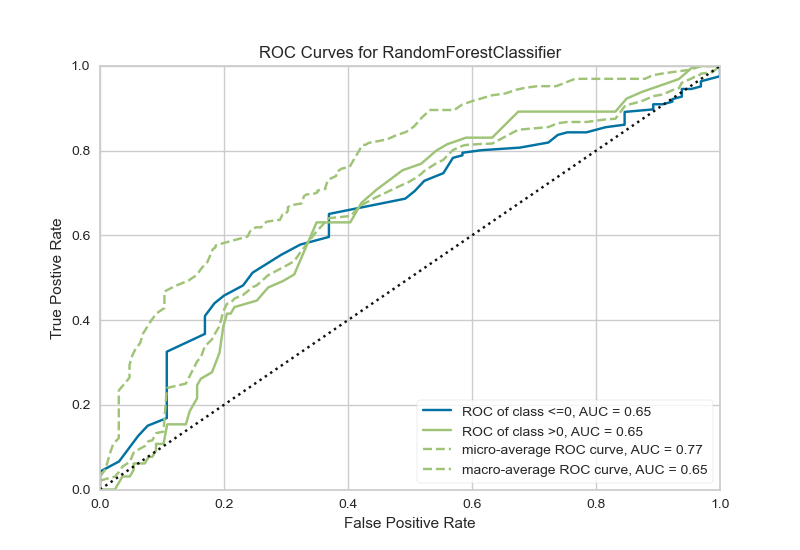 ROC Curves for RandomForestClassifier
True Postive Rate
1.0
0.8
0.6
0.4
0.2
0.0
0.0 0.2 0.4 0.6 0.8 1.0
False Positive Rate
ROC of class <=0, AUC = 0.65
ROC of class >0, AUC = 0.65
micro-average ROC curve, AUC = 0.77
macro-average ROC curve, AUC = 0.65